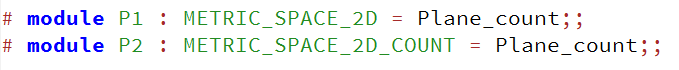 # module P1 : METRIC_SPACE_2D = Plane_count;;
# module P2 : METRIC_SPACE_2D_COUNT = Plane_count;;